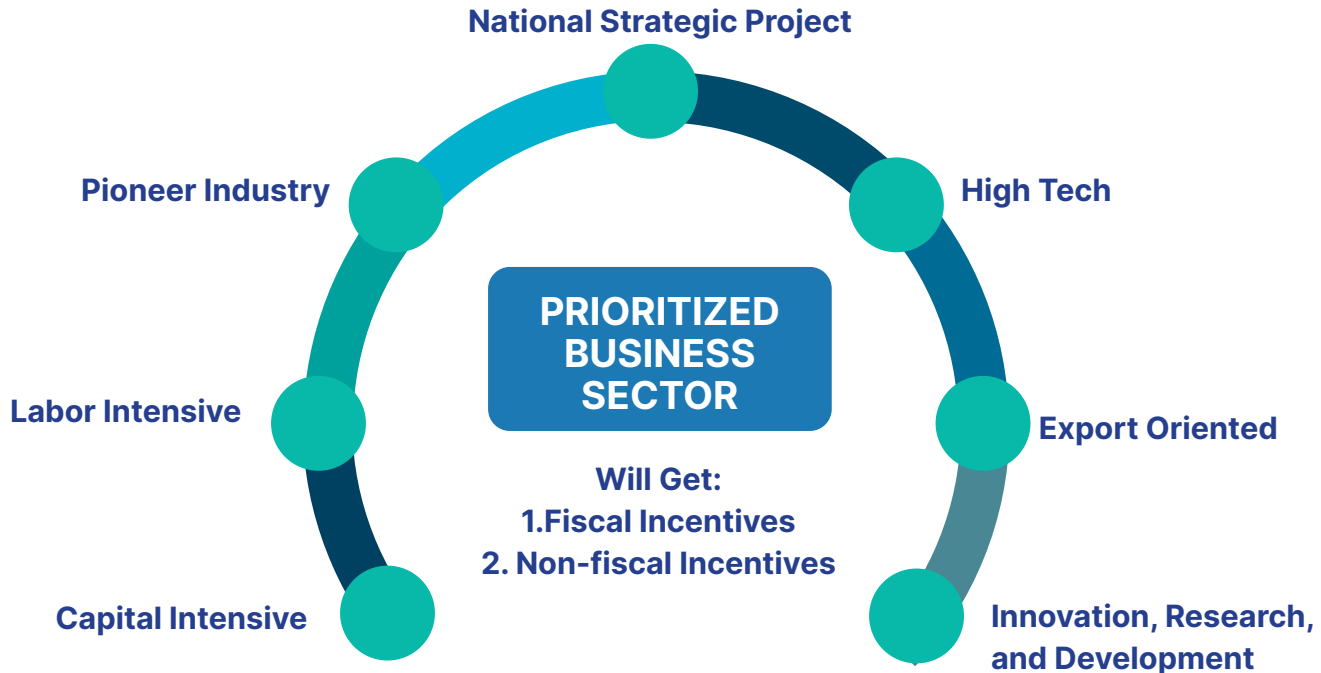 National Strategic Project
Pioneer Industry
High Tech
PRIORITIZED
BUSINESS
SECTOR
Labor Intensive
Export Oriented
Will Get:
1.Fiscal Incentives
2. Non-fiscal Incentives
Capital Intensive
Innovation, Research,
and Development